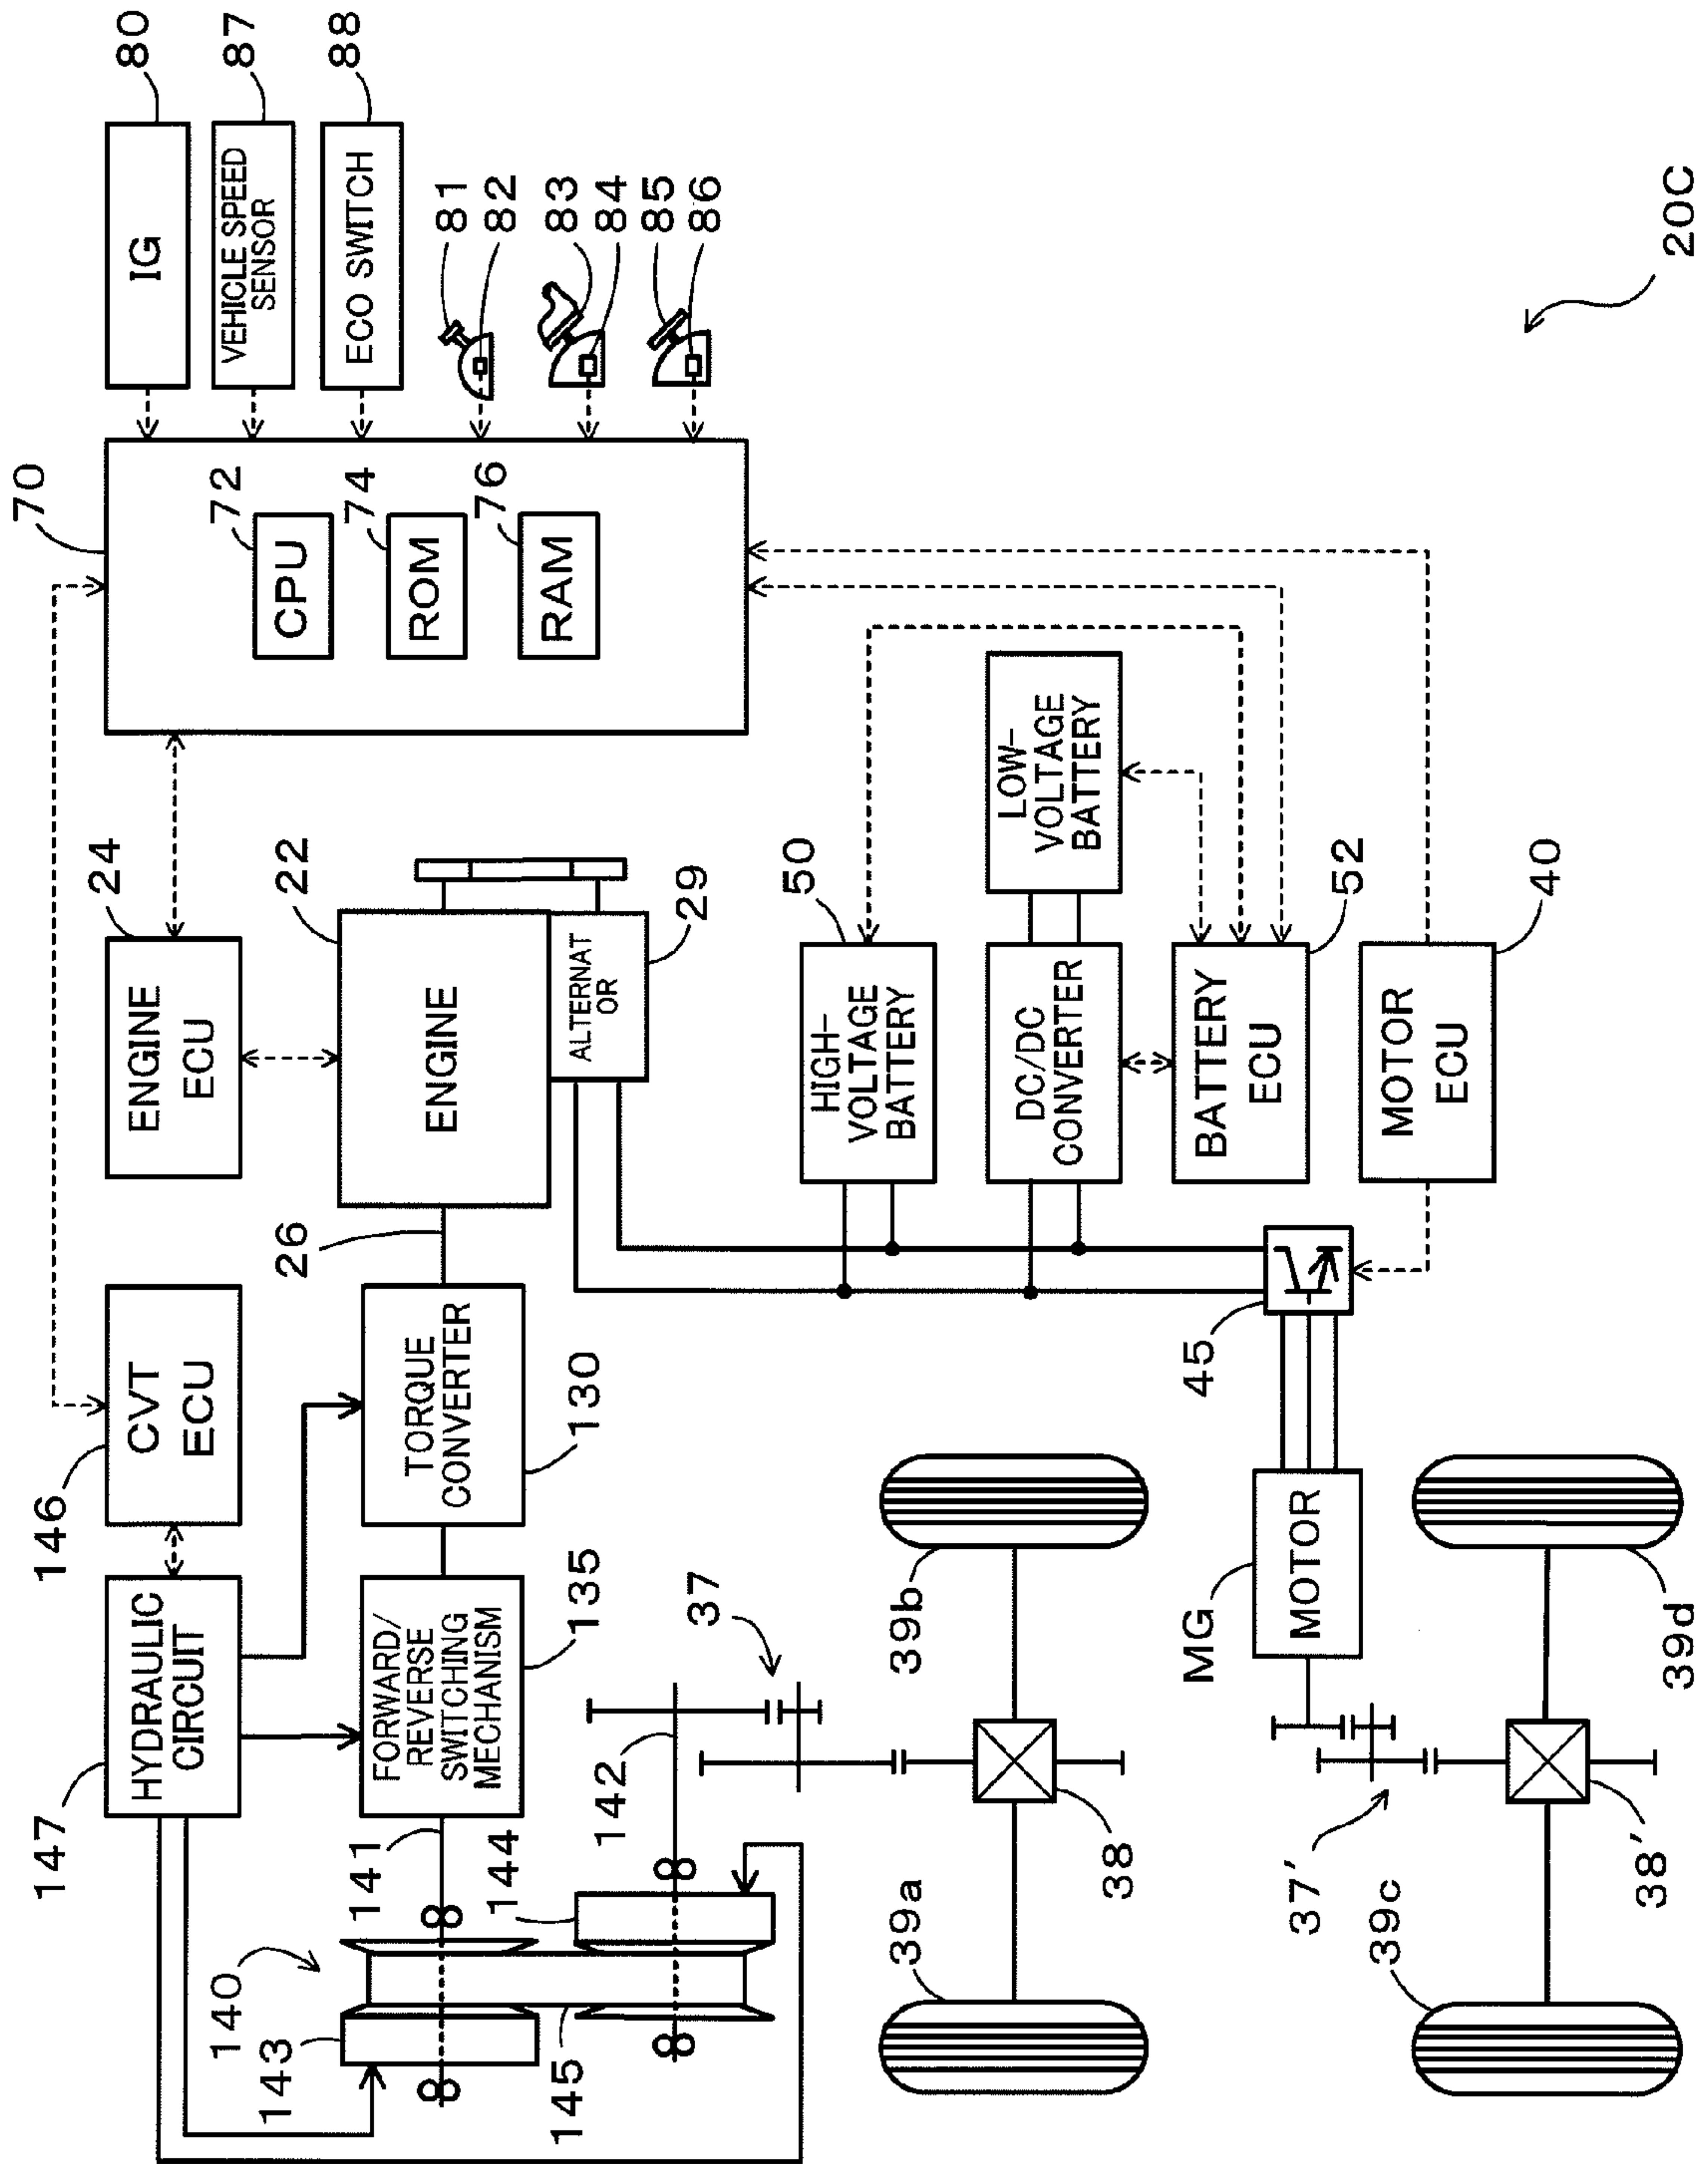 147
HYDRAULIC
CIRCUIT
146
CVT
ECU
24
ENGINE
ECU
70
80
IG
87
VEHICLE SPEED
SENSOR
88
ECO SWITCH
72
CPU
74
ROM
76
RAM
81
82
83
84
85
86
140
143
141
144
145
142
FORWARD/
REVERSE
SWITCHING
MECHANISM
135
TORQUE
CONVERTER
130
26
ENGINE
22
ALTERNAT
OR
29
37
39a
39b
38
HIGH-
VOLTAGE
BATTERY
50
LOW-
VOLTAGE
BATTERY
DC/DC
CONVERTER
BATTERY
ECU
52
MOTOR
ECU
40
45
MG
MOTOR
37'
38'
39c
39d
20C